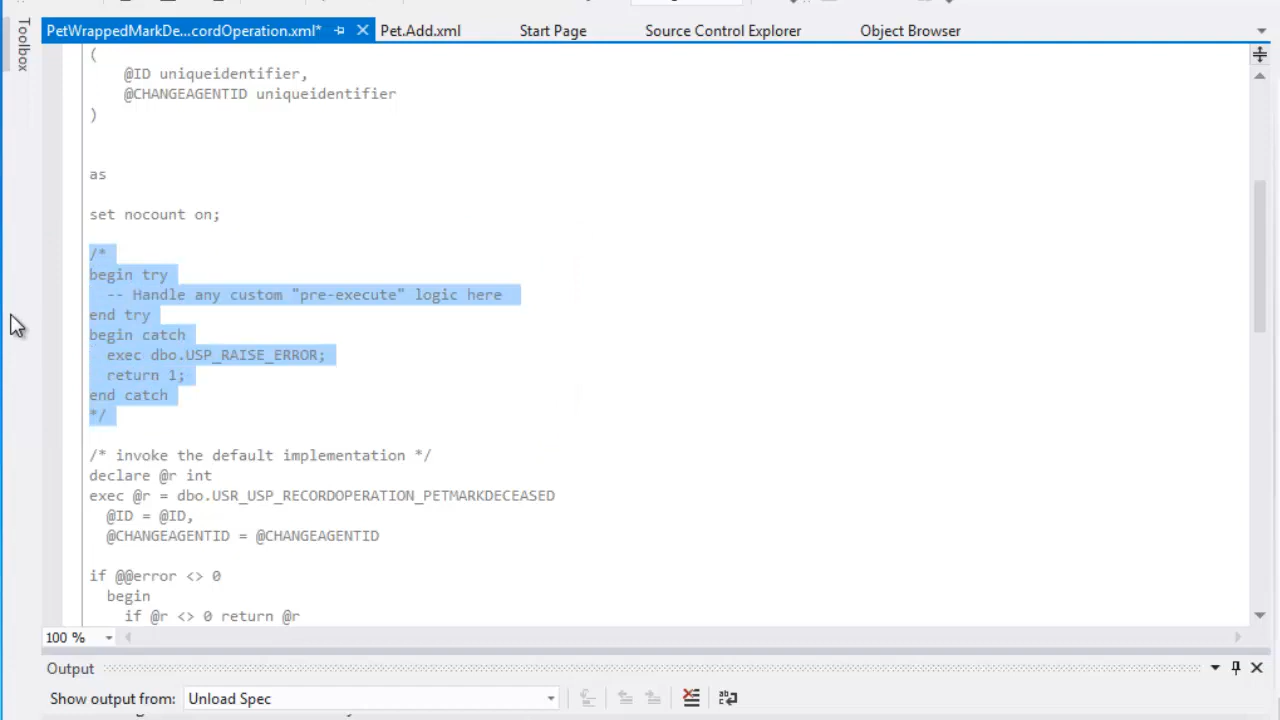 PetWrappedMarkDe...cordOperation.xml*
Pet.Add.xml
Start Page
Source Control Explorer
Object Browser
Toolbox
(
@ID uniqueidentifier,
@CHANGEAGENTID uniqueidentifier
)
as
set nocount on;
/*
begin try
-- Handle any custom "pre-execute" logic here
end try
begin catch
exec dbo.USP_RAISE_ERROR;
return 1;
end catch
*/
/* invoke the default implementation */
declare @r int
exec @r = dbo.USR_USP_RECORDOPERATION_PETMARKDECEASED
@ID = @ID,
@CHANGEAGENTID = @CHANGEAGENTID
if @@error <> 0
begin
if @r <> 0 return @r
100 %
Output
Show output from: Unload Spec